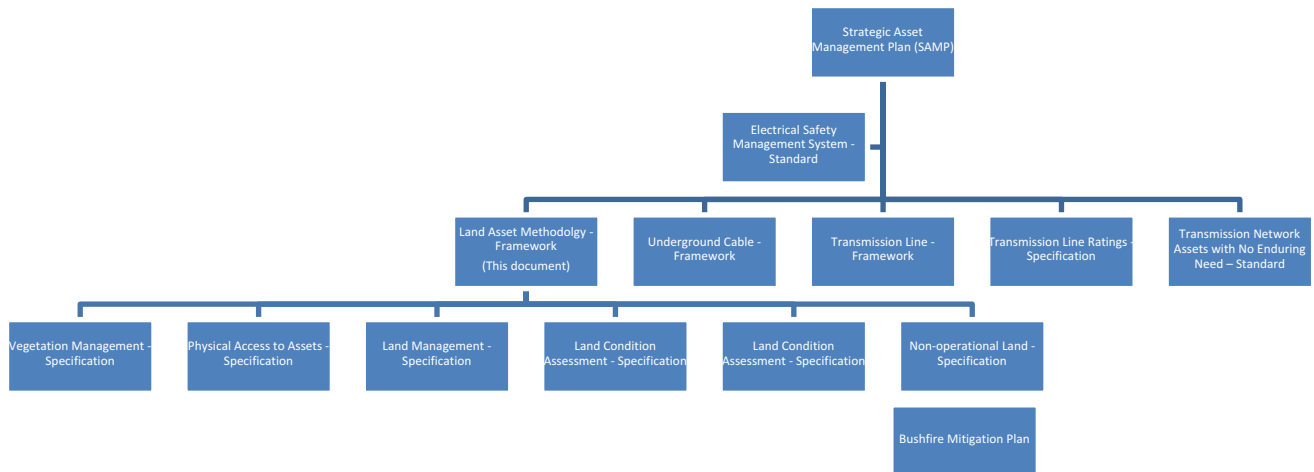 Strategic Asset
Management Plan (SAMP)
Electrical Safety
Management System -
Standard
Land Asset Methodolgy -
Framework
(This document)
Underground Cable -
Framework
Transmission Line -
Framework
Transmission Line Ratings -
Specification
Transmission Network
Assets with No Enduring
Need – Standard
Vegetation Management -
Specification
Physical Access to Assets -
Specification
Land Management -
Specification
Land Condition
Assessment - Specification
Land Condition
Assessment - Specification
Non-operational Land -
Specification
Bushfire Mitigation Plan